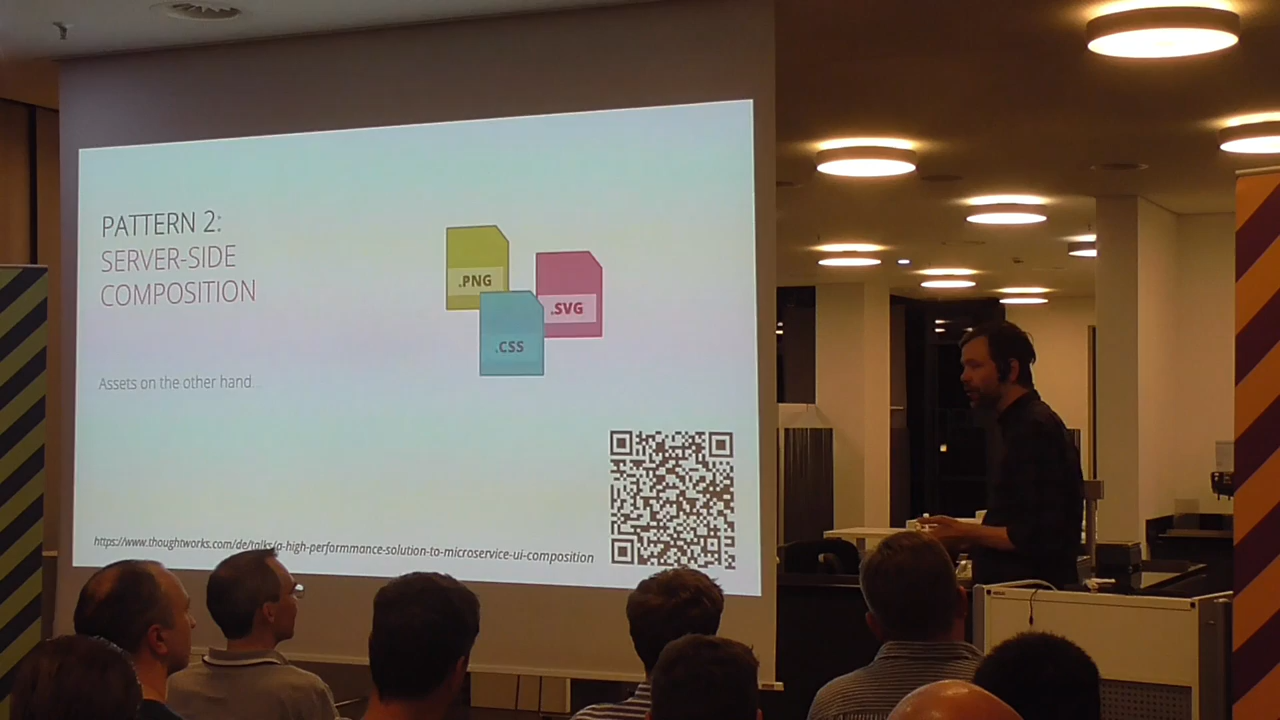 PATTERN 2:
SERVER-SIDE
COMPOSITION
.PNG
.SVG
.CSS
Assets on the other hand...
https://www.thoughtworks.com/de/talks/a-high-performmance-solution-to-microservice-ui-composition